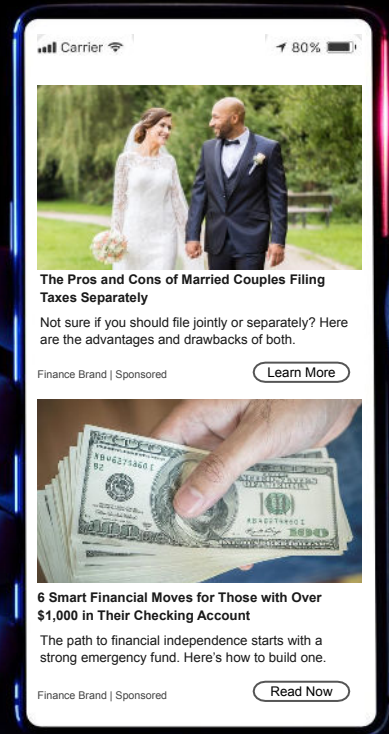 Carrier 80%
The Pros and Cons of Married Couples Filing
Taxes Separately
Not sure if you should file jointly or separately? Here
are the advantages and drawbacks of both.
Finance Brand | Sponsored
Learn More
100
6 Smart Financial Moves for Those with Over
$1,000 in Their Checking Account
The path to financial independence starts with a
strong emergency fund. Here's how to build one.
Finance Brand | Sponsored
Read Now